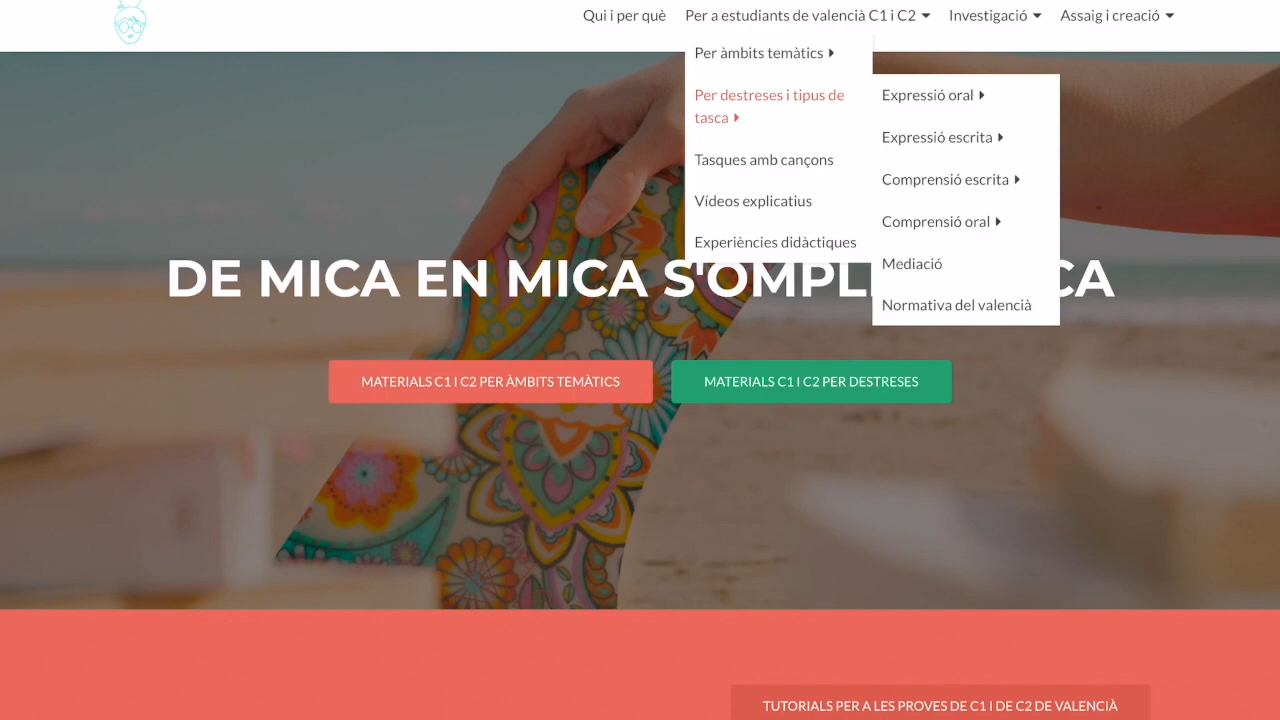 Qui i per què
Per a estudiants de valencià C1 i C2
Investigació
Assaig i creació
Per àmbits temàtics
Per destreses i tipus de
tasca
Tasques amb cançons
Vídeos explicatius
Experiències didàctiques
Expressió oral
Expressió escrita
Comprensió escrita
Comprensió oral
Mediació
Normativa del valencià
DE MICA EN MICA S'OMPL CA
MATERIALS C1 I C2 PER ÀMBITS TEMÀTICS
MATERIALS C1 I C2 PER DESTRESES
TUTORIALS PER A LES PROVES DE C1 I DE C2 DE VALENCIÀ